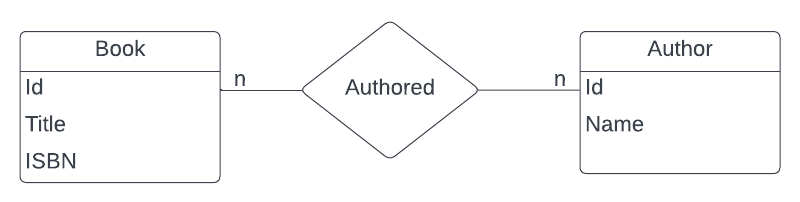 Book
Id
Title
ISBN
n
Authored
n
Author
Id
Name